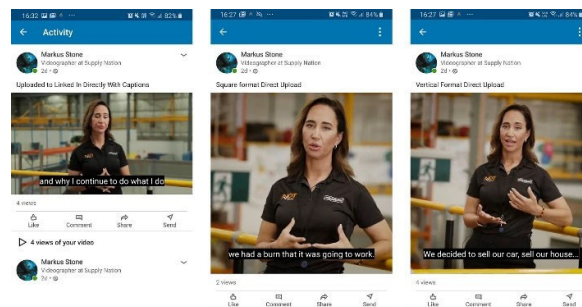 16:32
82%
Activity
Markus Stone
Videographer at Supply Nation
2d •
Uploaded to Linked In Directly With Captions
and why I continue to do what I do
4 views
Like Comment Share Send
4 views of your video
Markus Stone
Videographer at Supply Nation
2d •
16:27
84%
Markus Stone
Videographer at Supply Nation
2d •
Square format Direct Upload
we had a burn that it was going to work.
2 views
Like Comment Share Send
16:27
84%
Markus Stone
Videographer at Supply Nation
2d •
Vertical Format Direct Upload
We decided to sell our car, sell our house...
4 views
Like Comment Share Send